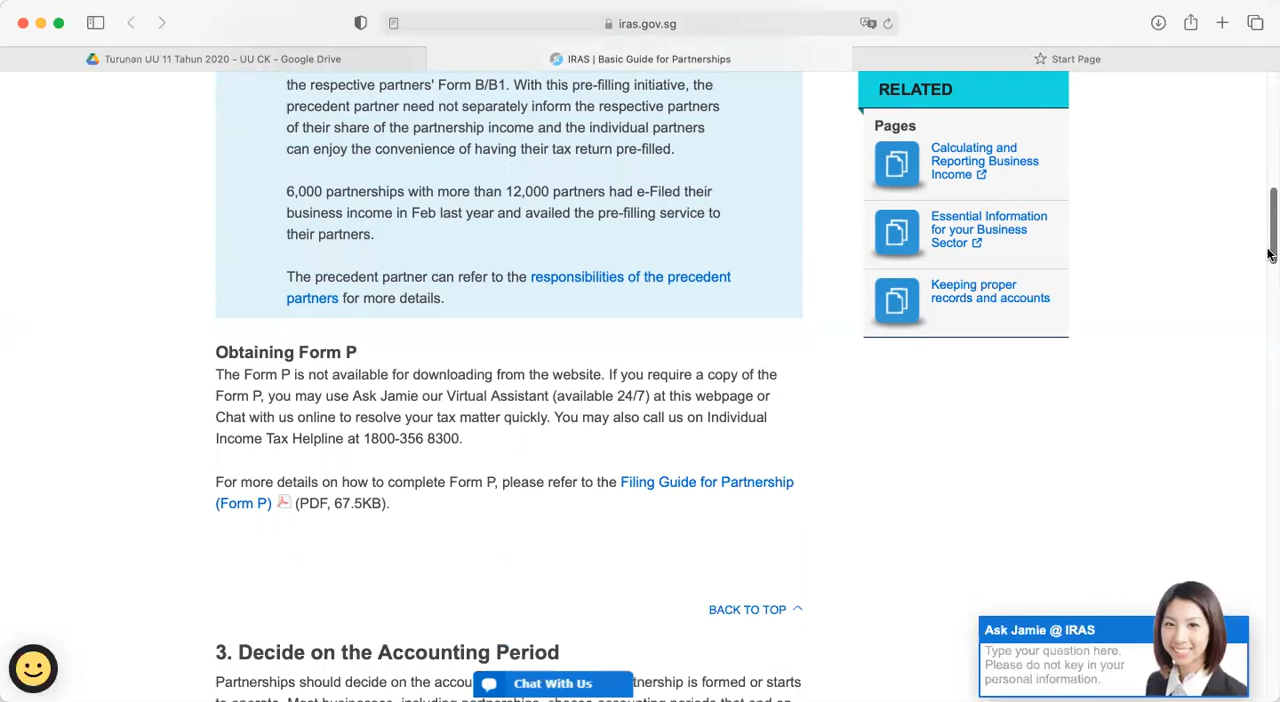 iras.gov.sg
Turunan UU 11 Tahun 2020 - UU CK - Google Drive
IRAS | Basic Guide for Partnerships
Start Page
the respective partners' Form B/B1. With this pre-filling initiative, the
precedent partner need not separately inform the respective partners
of their share of the partnership income and the individual partners
can enjoy the convenience of having their tax return pre-filled.
6,000 partnerships with more than 12,000 partners had e-Filed their
business income in Feb last year and availed the pre-filling service to
their partners.
The precedent partner can refer to the responsibilities of the precedent
partners for more details.
Obtaining Form P
The Form P is not available for downloading from the website. If you require a copy of the
Form P, you may use Ask Jamie our Virtual Assistant (available 24/7) at this webpage or
Chat with us online to resolve your tax matter quickly. You may also call us on Individual
Income Tax Helpline at 1800-356 8300.
For more details on how to complete Form P, please refer to the Filing Guide for Partnership
(Form P) (PDF, 67.5KB).
BACK TO TOP
3. Decide on the Accounting Period
Partnerships should decide on the accou
tnership is formed or starts
RELATED
Pages
Calculating and
Reporting Business
Income
Essential Information
for your Business
Sector
Keeping proper
records and accounts
Ask Jamie @ IRAS
Type your question here.
Please do not key in your
personal information.
Chat With Us